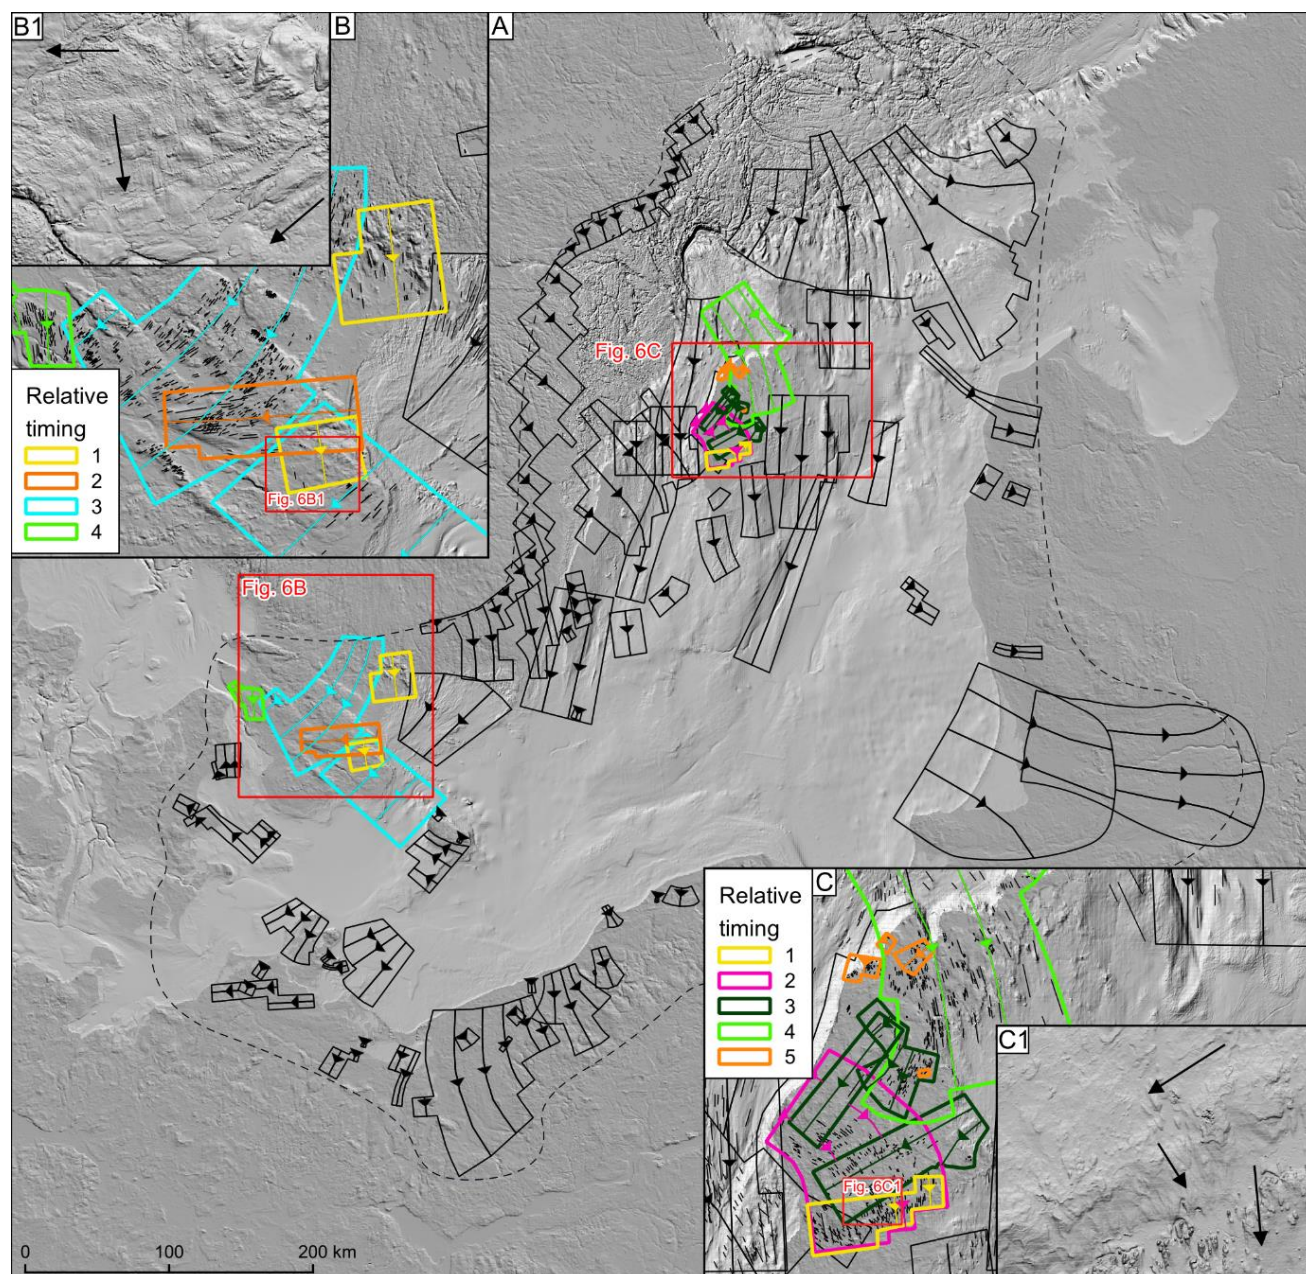 B1
B
A
Fig. 6C
Relative
timing
1
2
3
4
Fig. 6B1
Fig. 6B
Relative
timing
1
2
3
4
5
C
C1
Fig. 6C1
0 100 200 km